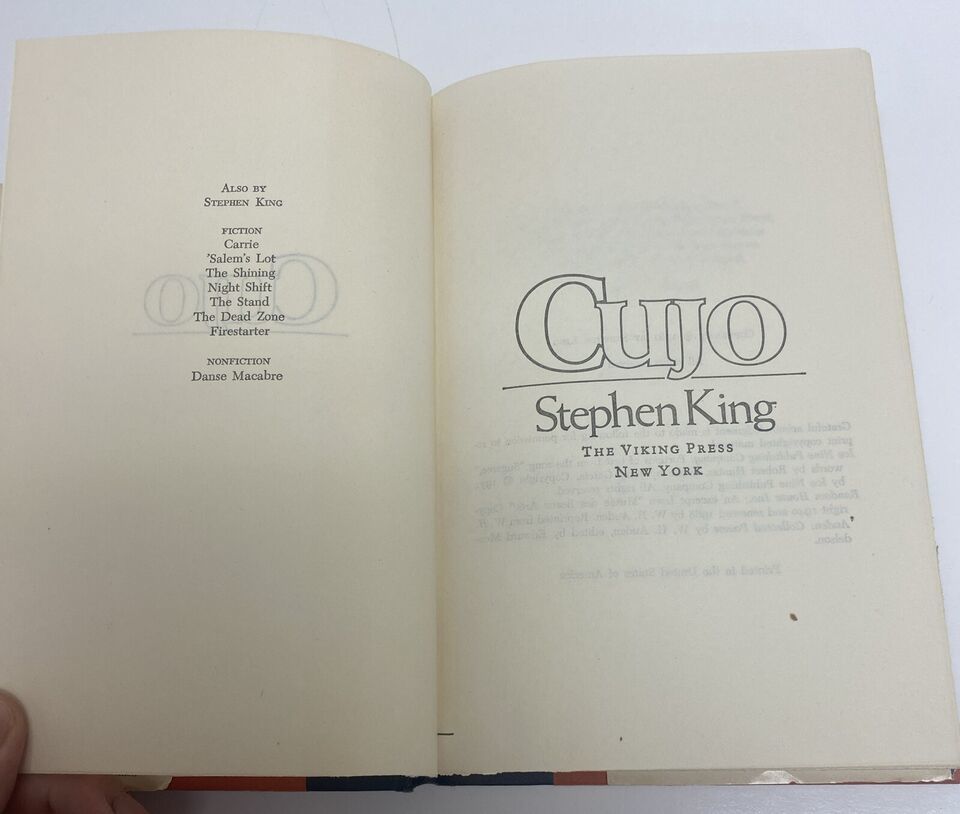 ALSO BY
STEPHEN KING
FICTION
Carrie
'Salem's Lot
The Shining
Night Shift
The Stand
The Dead Zone
Firestarter
NONFICTION
Danse Macabre
Cujo
Stephen King
THE VIKING PRESS
NEW YORK